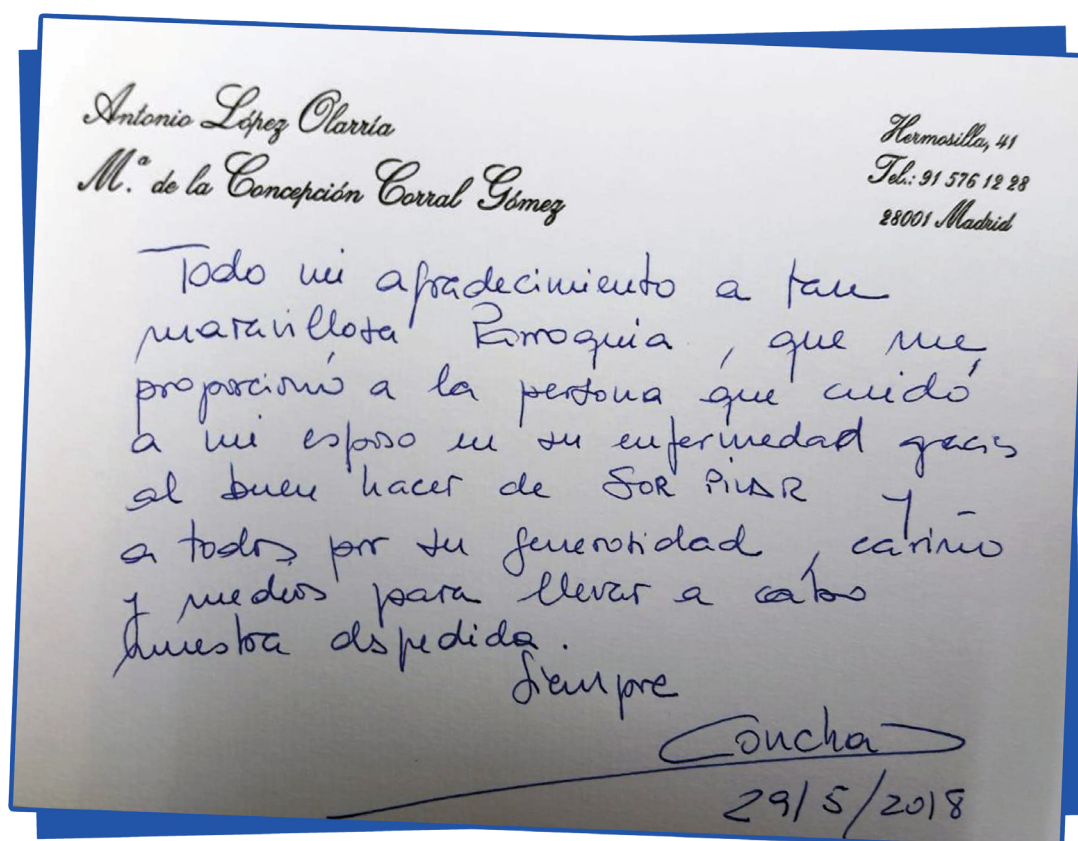 Antonio López Olarría
M.ª de la Concepción Corral Gómez
Hermosilla, 41
Tel.: 91 576 12 28
28001 Madrid
Todo mi agradecimiento a tan
maravillosa Parroquia, que me
proporcionó a la persona que cuidó
a mi esposo en su enfermedad gracias
al buen hacer de SOR PILAR y
a todos por su generosidad, cariño
y medios para llevar a cabo
nuestra despedida.
Siempre
Concha
29/5/2018